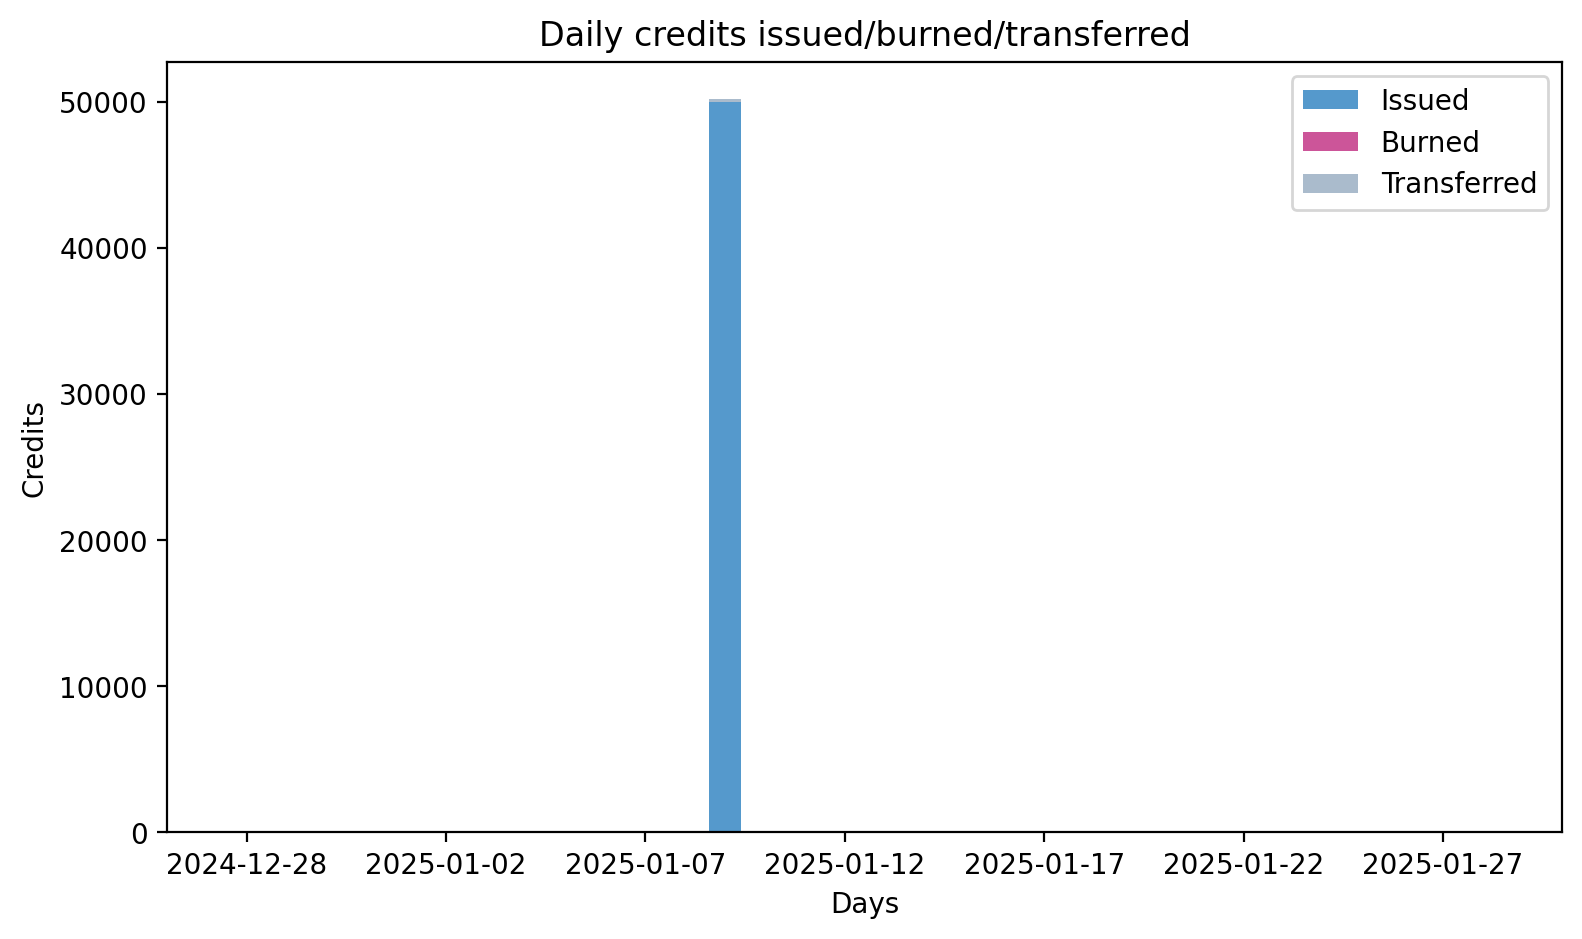 Daily credits issued/burned/transferred
Issued
Burned
Transferred
50000
40000
30000
20000
10000
0
Credits
2024-12-28 2025-01-02 2025-01-07 2025-01-12 2025-01-17 2025-01-22 2025-01-27
Days